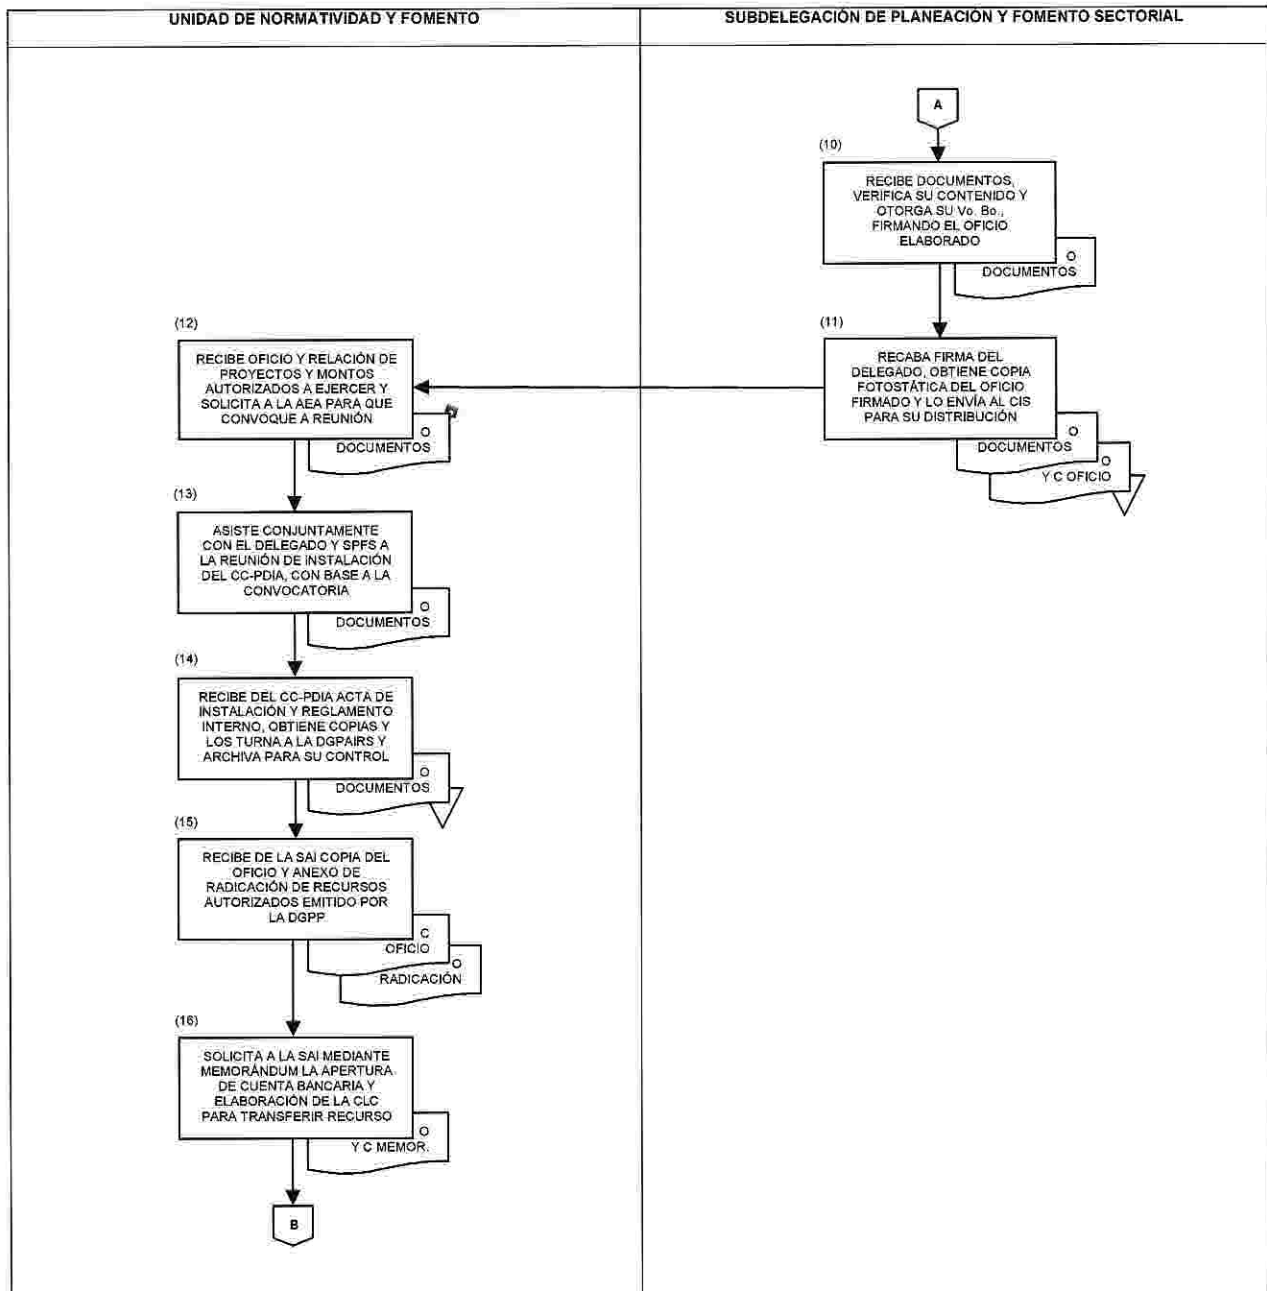 UNIDAD DE NORMATIVIDAD Y FOMENTO
SUBDELEGACIÓN DE PLANEACIÓN Y FOMENTO SECTORIAL
A
(10)
RECIBE DOCUMENTOS,
VERIFICA SU CONTENIDO Y
OTORGA SU Vo. Bo.,
FIRMANDO EL OFICIO
ELABORADO
O
DOCUMENTOS
(11)
RECABA FIRMA DEL
DELEGADO, OBTIENE COPIA
FOTOSTÁTICA DEL OFICIO
FIRMADO Y LO ENVÍA AL CIS
PARA SU DISTRIBUCIÓN
O
DOCUMENTOS
O
Y C OFICIO
(12)
RECIBE OFICIO Y RELACIÓN DE
PROYECTOS Y MONTOS
AUTORIZADOS A EJERCER Y
SOLICITA A LA AEA PARA QUE
CONVOQUE A REUNIÓN
O
DOCUMENTOS
(13)
ASISTE CONJUNTAMENTE
CON EL DELEGADO Y SPFS A
LA REUNIÓN DE INSTALACIÓN
DEL CC-PDIA, CON BASE A LA
CONVOCATORIA
O
DOCUMENTOS
(14)
RECIBE DEL CC-PDIA ACTA DE
INSTALACIÓN Y REGLAMENTO
INTERNO, OBTIENE COPIAS Y
LOS TURNA A LA DGPAIRS Y
ARCHIVA PARA SU CONTROL
O
DOCUMENTOS
(15)
RECIBE DE LA SAI COPIA DEL
OFICIO Y ANEXO DE
RADICACIÓN DE RECURSOS
AUTORIZADOS EMITIDO POR
LA DGPP
C
OFICIO
O
RADICACIÓN
(16)
SOLICITA A LA SAI MEDIANTE
MEMORÁNDUM LA APERTURA
DE CUENTA BANCARIA Y
ELABORACIÓN DE LA CLC
PARA TRANSFERIR RECURSO
O
Y C MEMOR.
B